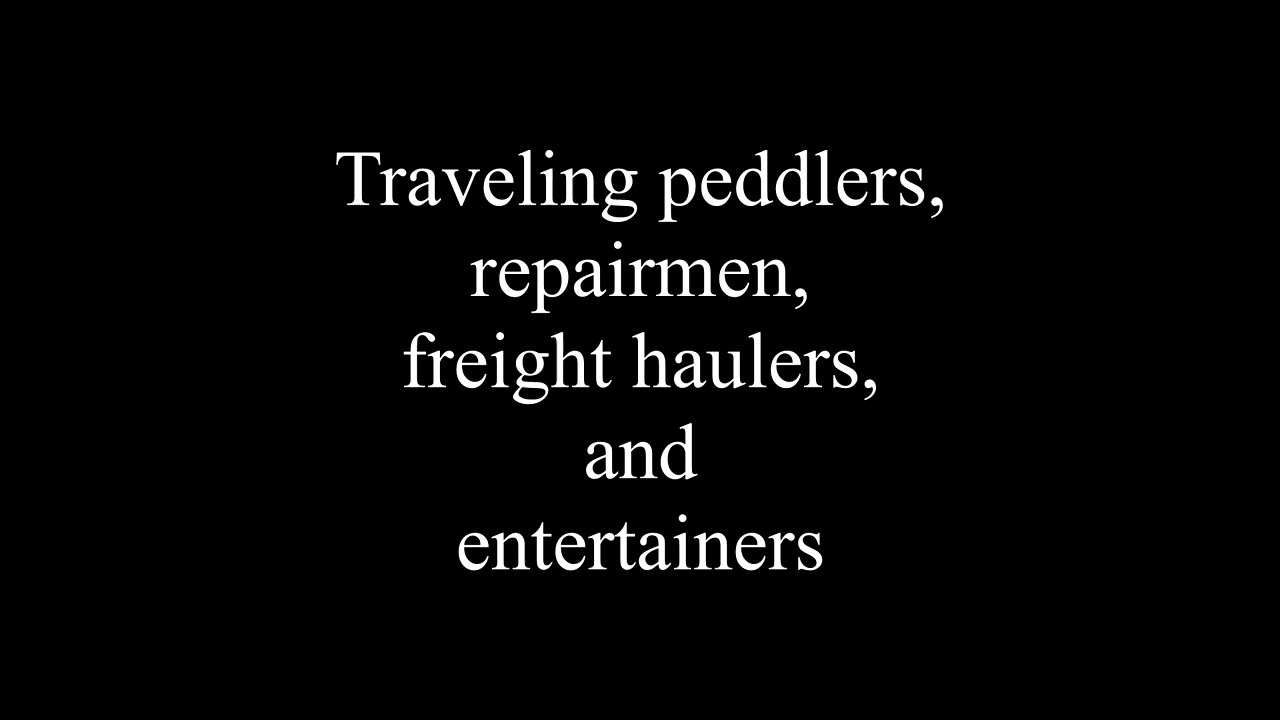 Traveling peddlers,
repairmen,
freight haulers,
and
entertainers